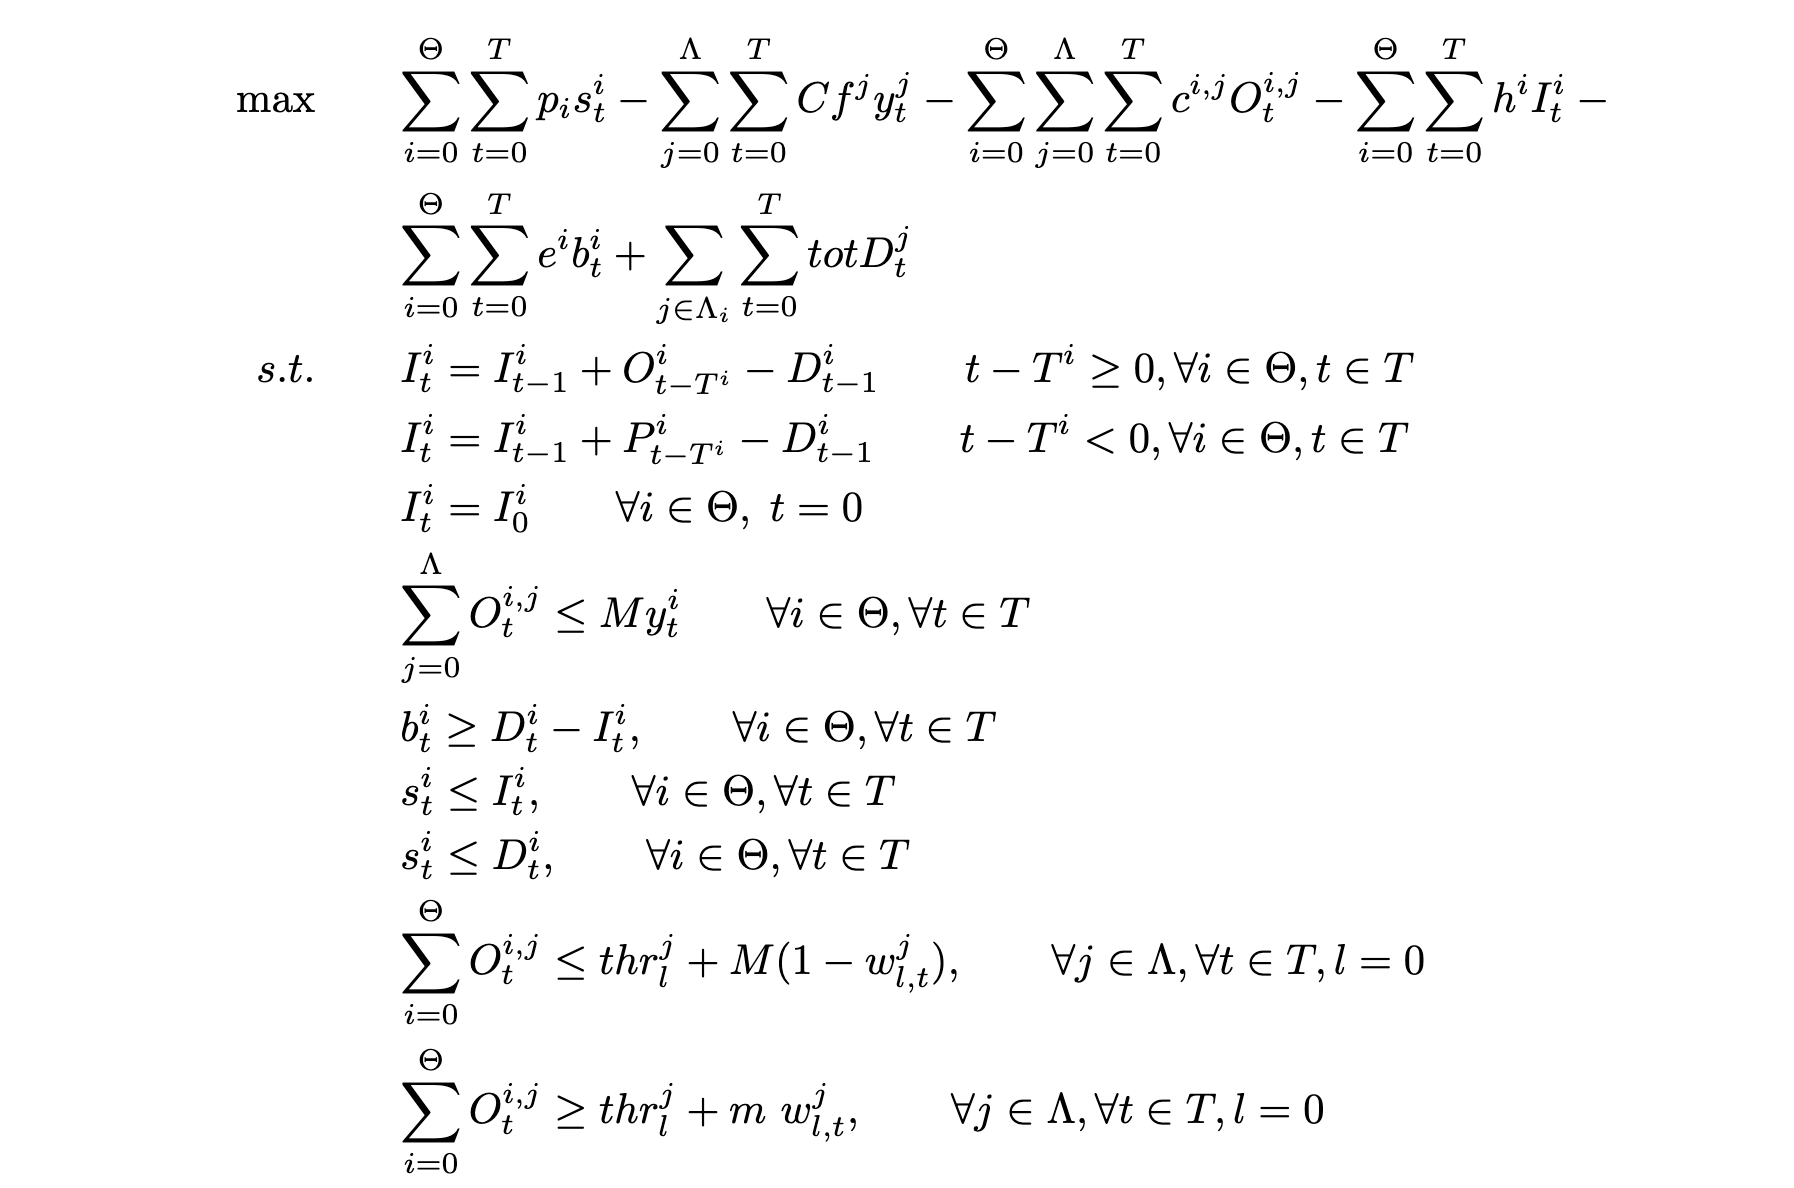 max $\sum_{i=0}^{\Theta} \sum_{t=0}^{T} p_i s_t^i - \sum_{j=0}^{\Lambda} \sum_{t=0}^{T} C f^j y_t^j - \sum_{i=0}^{\Theta} \sum_{j=0}^{\Lambda} \sum_{t=0}^{T} c^{i,j} O_t^{i,j} - \sum_{i=0}^{\Theta} \sum_{t=0}^{T} h^i I_t^i -$
$\sum_{i=0}^{\Theta} \sum_{t=0}^{T} e^i b_t^i + \sum_{j \in \Lambda_i} \sum_{t=0}^{T} totD_t^j$
s.t. $I_t^i = I_{t-1}^i + O_{t-T^i}^i - D_{t-1}^i \qquad t - T^i \geq 0, \forall i \in \Theta, t \in T$
$I_t^i = I_{t-1}^i + P_{t-T^i}^i - D_{t-1}^i \qquad t - T^i < 0, \forall i \in \Theta, t \in T$
$I_t^i = I_0^i \qquad \forall i \in \Theta, \ t = 0$
$\sum_{j=0}^{\Lambda} O_t^{i,j} \leq M y_t^i \qquad \forall i \in \Theta, \forall t \in T$
$b_t^i \geq D_t^i - I_t^i, \qquad \forall i \in \Theta, \forall t \in T$
$s_t^i \leq I_t^i, \qquad \forall i \in \Theta, \forall t \in T$
$s_t^i \leq D_t^i, \qquad \forall i \in \Theta, \forall t \in T$
$\sum_{i=0}^{\Theta} O_t^{i,j} \leq thr_l^j + M(1 - w_{l,t}^j), \qquad \forall j \in \Lambda, \forall t \in T, l = 0$
$\sum_{i=0}^{\Theta} O_t^{i,j} \geq thr_l^j + m \ w_{l,t}^j, \qquad \forall j \in \Lambda, \forall t \in T, l = 0$